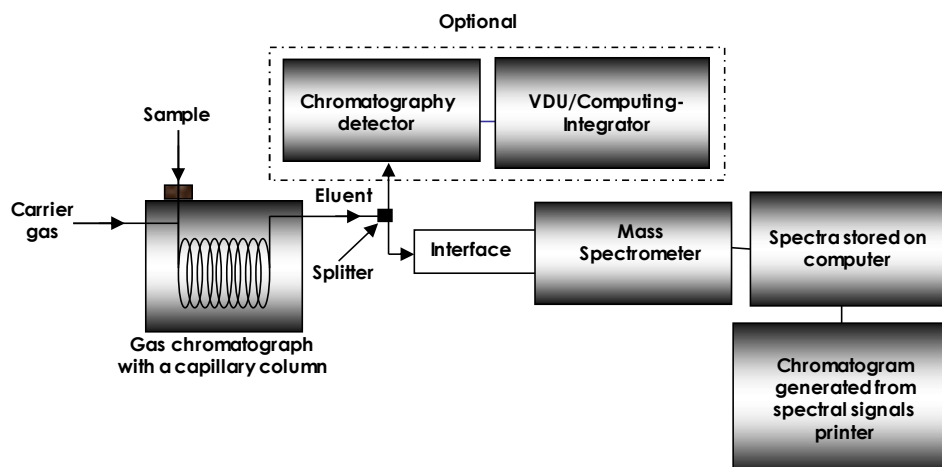 Optional
Chromatography
detector
VDU/Computing-
Integrator
Sample
Carrier
gas
Eluent
Splitter
Interface
Mass
Spectrometer
Spectra stored on
computer
Gas chromatograph
with a capillary column
Chromatogram
generated from
spectral signals
printer